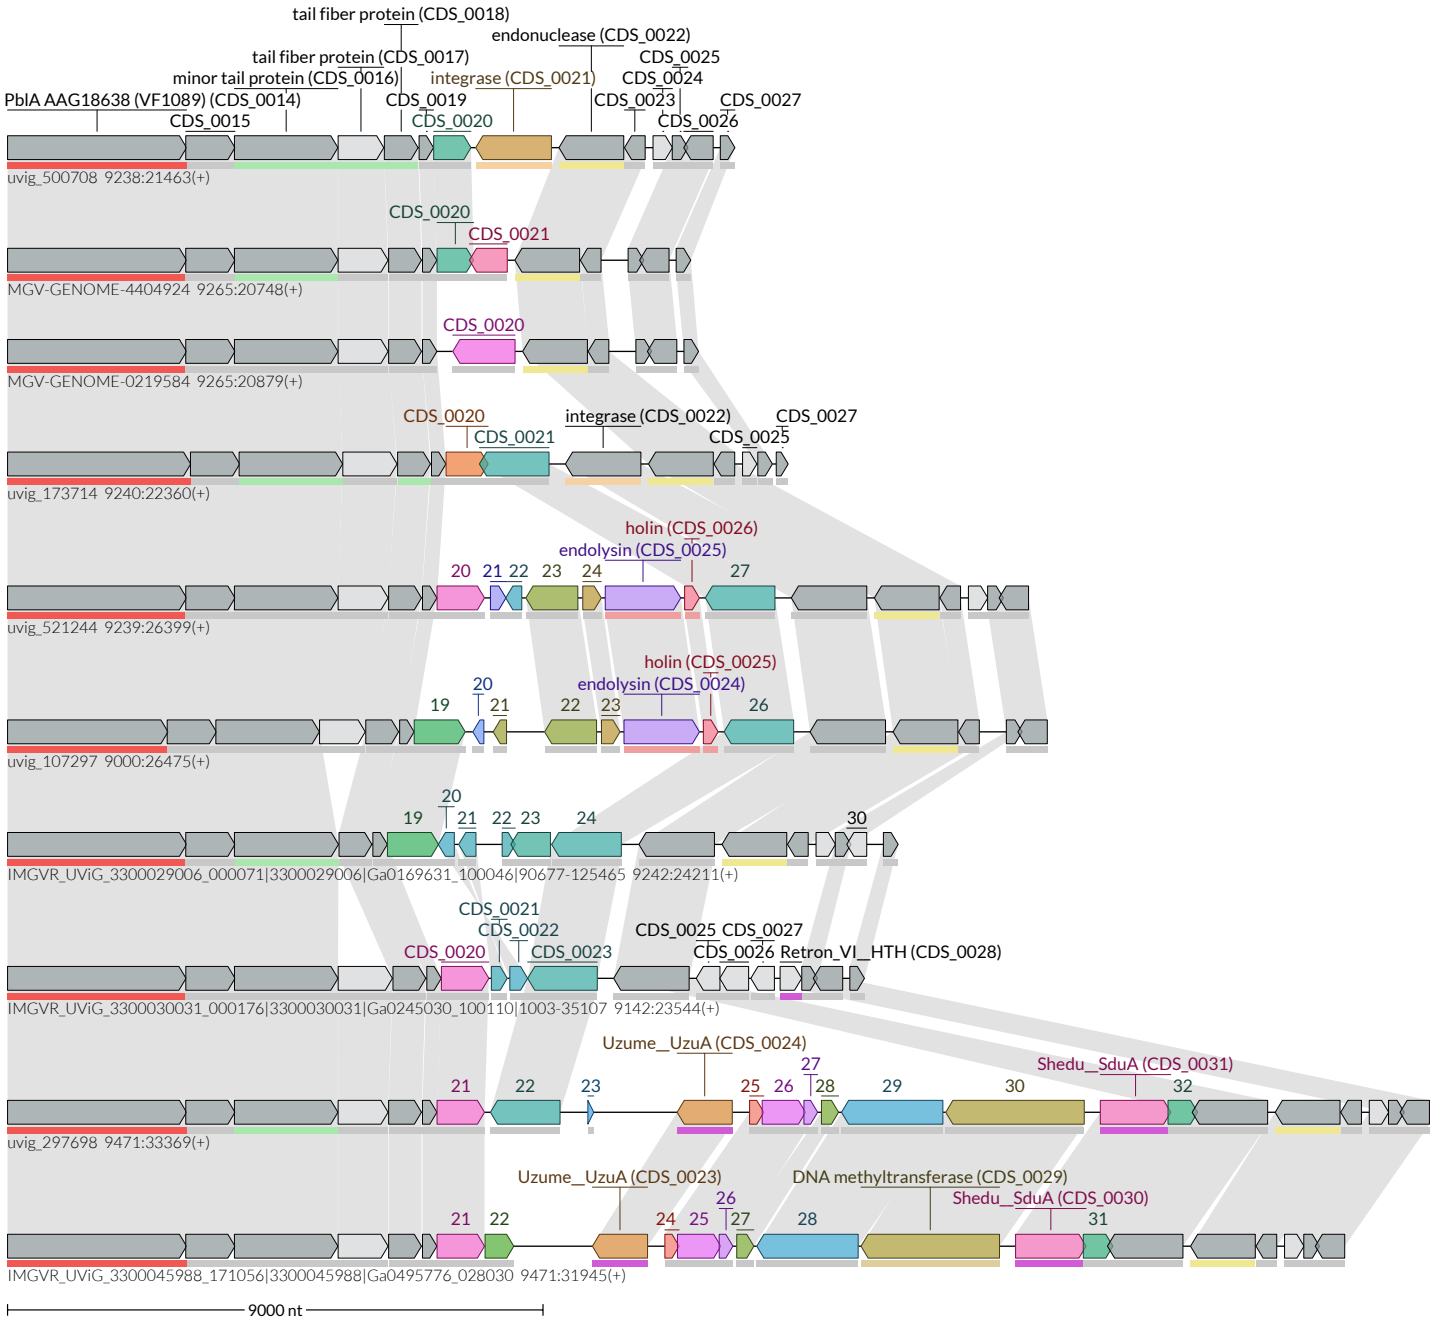 tail fiber protein (CDS_0018)
endonuclease (CDS_0022)
tail fiber protein (CDS_0017)
CDS_0025
minor tail protein (CDS_0016)
integrase (CDS_0021)
CDS_0024
PblA AAG18638 (VF1089) (CDS_0014)
CDS_0019
CDS_0023
CDS_0027
CDS_0015
CDS_0020
CDS_0026
uvig_500708 9238:21463(+)
CDS_0020
CDS_0021
MGV-GENOME-4404924 9265:20748(+)
CDS_0020
MGV-GENOME-0219584 9265:20879(+)
CDS_0020
integrase (CDS_0022)
CDS_0027
CDS_0021
CDS_0025
uvig_173714 9240:22360(+)
holin (CDS_0026)
endolysin (CDS_0025)
20 21 22 23 24 27
uvig_521244 9239:26399(+)
holin (CDS_0025)
20 endolysin (CDS_0024)
19 21 22 23 26
uvig_107297 9000:26475(+)
20
19 21 22 23 24 30
IMGVR_UViG_3300029006_000071|3300029006|Ga0169631_100046|90677-125465 9242:24211(+)
CDS_0021
CDS_0022
CDS_0025
CDS_0027
CDS_0020
CDS_0023
CDS_0026
Retron_VI__HTH (CDS_0028)
IMGVR_UViG_3300030031_000176|3300030031|Ga0245030_100110|1003-35107 9142:23544(+)
Uzume__UzuA (CDS_0024)
27
Shedu__SduA (CDS_0031)
21 22 23 25 26 28 29 30 32
uvig_297698 9471:33369(+)
Uzume__UzuA (CDS_0023)
DNA methyltransferase (CDS_0029)
26
Shedu__SduA (CDS_0030)
21 22 24 25 27 28 31
IMGVR_UViG_3300045988_171056|3300045988|Ga0495776_028030 9471:31945(+)
9000 nt